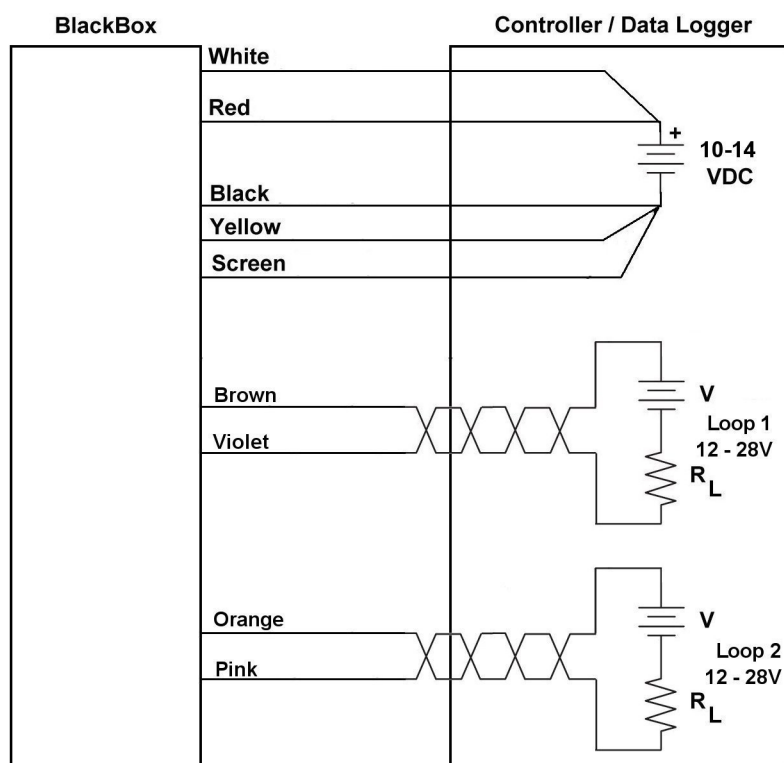 BlackBox
Controller / Data Logger
White
Red
+
10-14
VDC
Black
Yellow
Screen
Brown
V
Loop 1
12 - 28V
Violet
R
L
Orange
V
Loop 2
12 - 28V
Pink
R
L